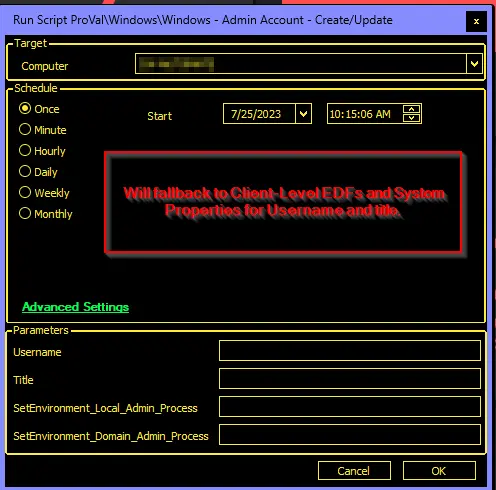 Run Script ProVal\Windows\Windows - Admin Account - Create/Update
x
Target
Computer
Schedule
Once
Minute
Hourly
Daily
Weekly
Monthly
Start
7/25/2023
10:15:06 AM
Will fallback to Client-Level EDFs and System
Properties for Username and title.
Advanced Settings
Parameters
Username
Title
SetEnvironment_Local_Admin_Process
SetEnvironment_Domain_Admin_Process
Cancel
OK